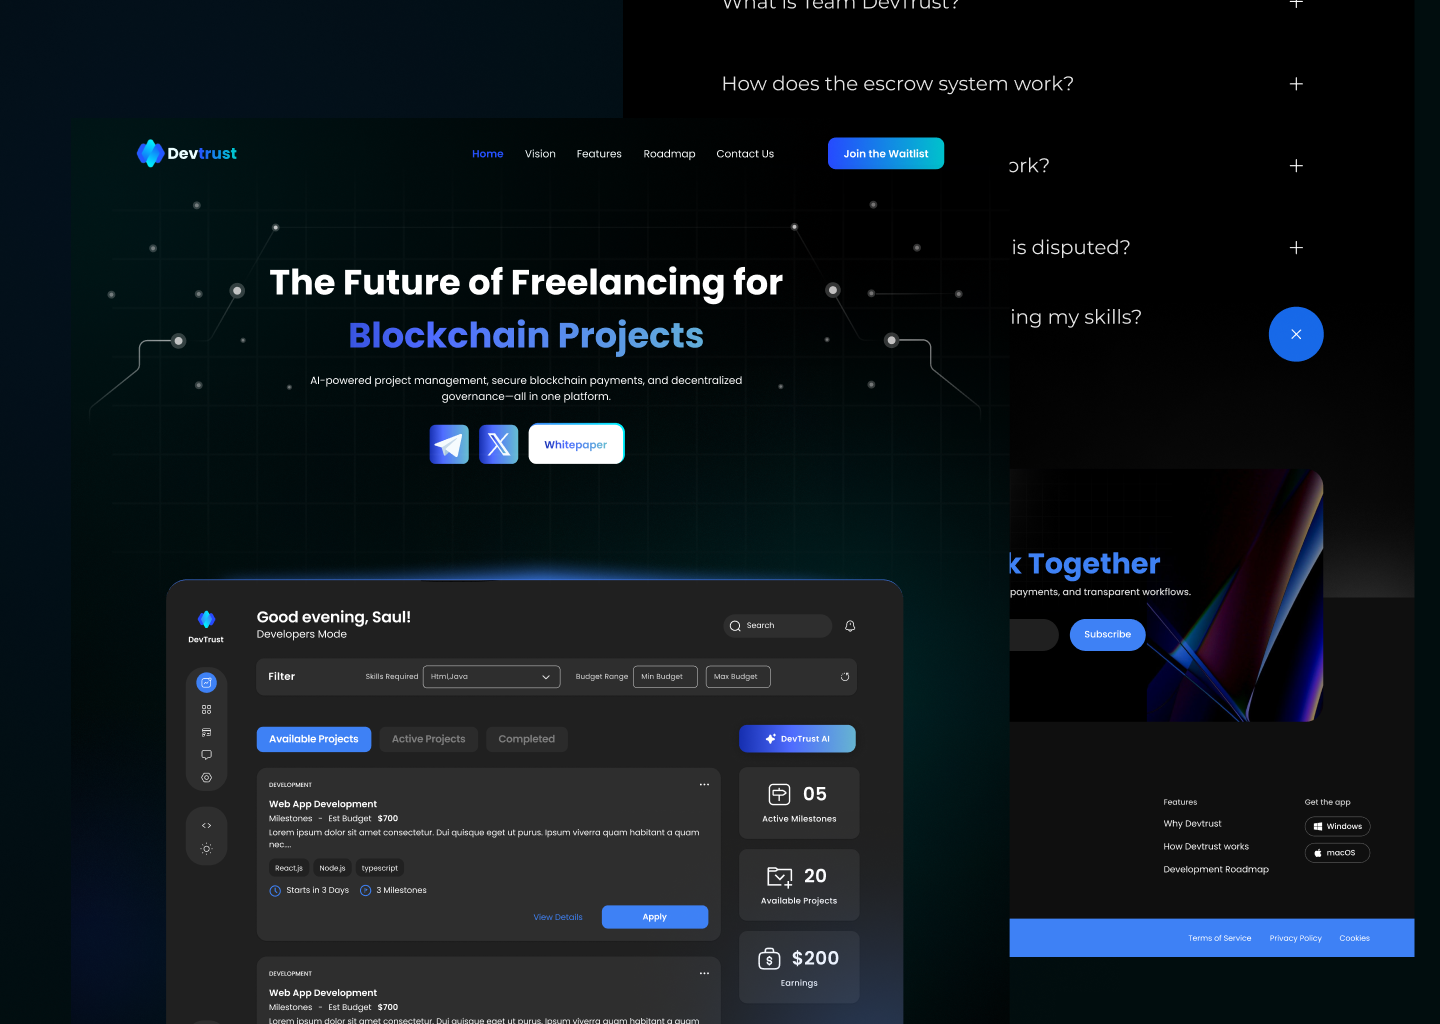 What is Team DevTrust?
How does the escrow system work?
ork?
is disputed?
ing my skills?
Devtrust
Home
Vision
Features
Roadmap
Contact Us
Join the Waitlist
The Future of Freelancing for
Blockchain Projects
AI-powered project management, secure blockchain payments, and decentralized
governance—all in one platform.
Whitepaper
k Together
payments, and transparent workflows.
Subscribe
DevTrust
Good evening, Saul!
Developers Mode
Search
Filter
Skills Required
Html,Java
Budget Range
Min Budget
Max Budget
Available Projects
Active Projects
Completed
DevTrust AI
DEVELOPMENT
Web App Development
Milestones - Est Budget $700
Lorem ipsum dolor sit amet consectetur. Dui quisque eget ut purus. Ipsum viverra quam habitant a quam
nec....
React.js
Node.js
typescript
Starts in 3 Days
3 Milestones
View Details
Apply
05
Active Milestones
20
Available Projects
$200
Earnings
DEVELOPMENT
Web App Development
Milestones - Est Budget $700
Lorem ipsum dolor sit amet consectetur. Dui quisque eget ut purus. Ipsum viverra quam habitant a quam
Features
Why Devtrust
How Devtrust works
Development Roadmap
Get the app
Windows
macOS
Terms of Service
Privacy Policy
Cookies